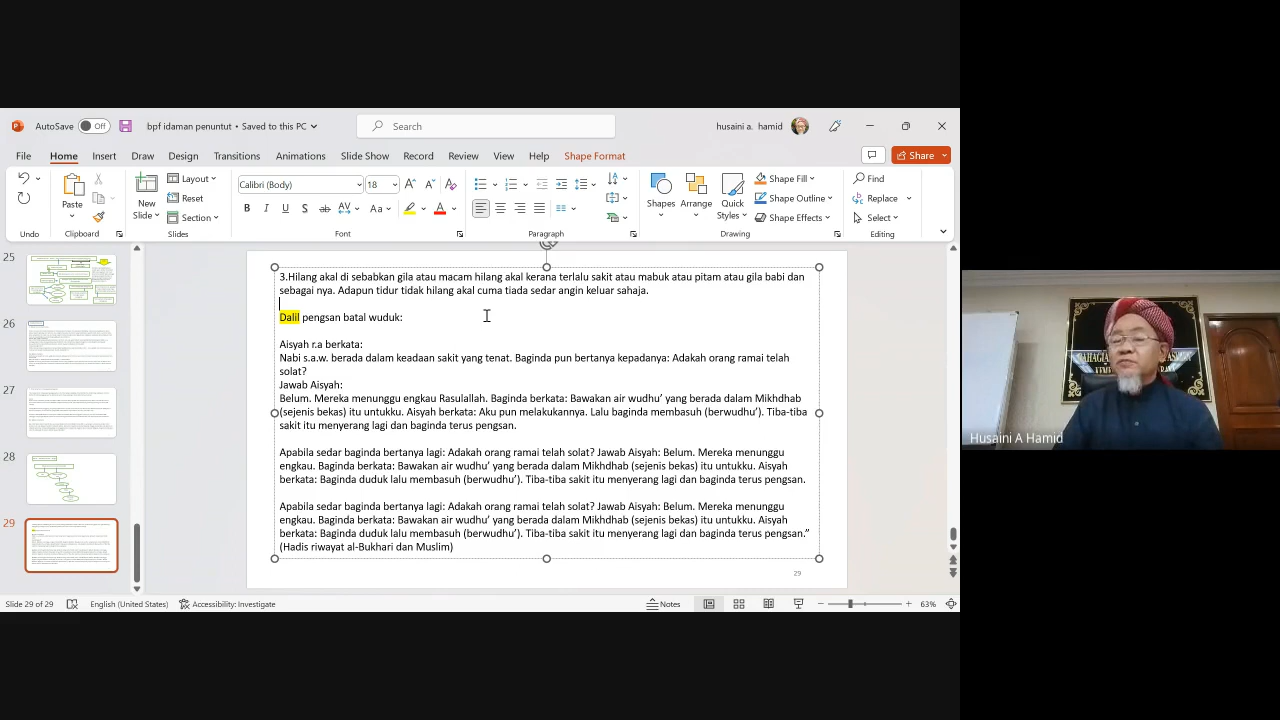 AutoSave Off bpf idaman penuntut • Saved to this PC Search husaini a. hamid
File Home Insert Draw Design Transitions Animations Slide Show Record Review View Help Shape Format Share
Paste New Slide Layout Reset Section Calibri (Body) 18 Shapes Arrange Quick Styles Shape Fill Shape Outline Shape Effects Find Replace Select
Undo Clipboard Slides Font Paragraph Drawing Editing
25
26
27
28
29
3.Hilang akal di sebabkan gila atau macam hilang akal kerena terlalu sakit atau mabuk atau pitam atau gila babi dan
sebagai nya. Adapun tidur tidak hilang akal cuma tiada sedar angin keluar sahaja.
Dalil pengsan batal wuduk:
Aisyah r.a berkata:
Nabi s.a.w. berada dalam keadaan sakit yang tenat. Baginda pun bertanya kepadanya: Adakah orang ramai telah
solat?
Jawab Aisyah:
Belum. Mereka menunggu engkau Rasulallah. Baginda berkata: Bawakan air wudhu’ yang berada dalam Mikhdhab
(sejenis bekas) itu untukku. Aisyah berkata: Aku pun melakukannya. Lalu baginda membasuh (berwudhu’). Tiba-tiba
sakit itu menyerang lagi dan baginda terus pengsan.
Apabila sedar baginda bertanya lagi: Adakah orang ramai telah solat? Jawab Aisyah: Belum. Mereka menunggu
engkau. Baginda berkata: Bawakan air wudhu’ yang berada dalam Mikhdhab (sejenis bekas) itu untukku. Aisyah
berkata: Baginda duduk lalu membasuh (berwudhu’). Tiba-tiba sakit itu menyerang lagi dan baginda terus pengsan.
Apabila sedar baginda bertanya lagi: Adakah orang ramai telah solat? Jawab Aisyah: Belum. Mereka menunggu
engkau. Baginda berkata: Bawakan air wudhu’ yang berada dalam Mikhdhab (sejenis bekas) itu untukku. Aisyah
berkata: Baginda duduk lalu membasuh (berwudhu’). Tiba-tiba sakit itu menyerang lagi dan baginda terus pengsan.”
(Hadis riwayat al-Bukhari dan Muslim)
29
Slide 29 of 29 English (United States) Accessibility: Investigate Notes 63%
Husaini A Hamid